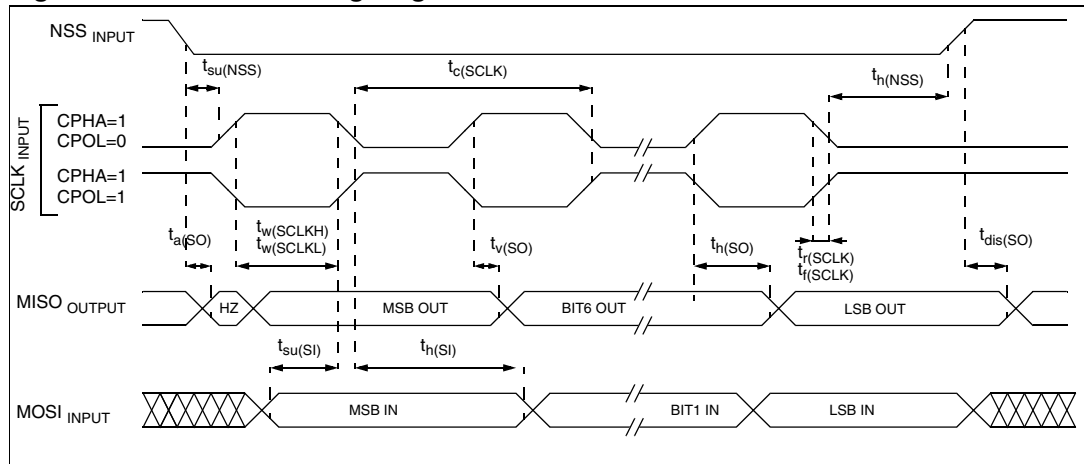 NSS INPUT
tsu(NSS)
tc(SCLK)
th(NSS)
SCLK INPUT
CPHA=1
CPOL=0
CPHA=1
CPOL=1
ta(SO)
tw(SCLKH)
tw(SCLKL)
tv(SO)
th(SO)
tr(SCLK)
tf(SCLK)
tdis(SO)
MISO OUTPUT
HZ
MSB OUT
BIT6 OUT
LSB OUT
tsu(SI)
th(SI)
MOSI INPUT
MSB IN
BIT1 IN
LSB IN